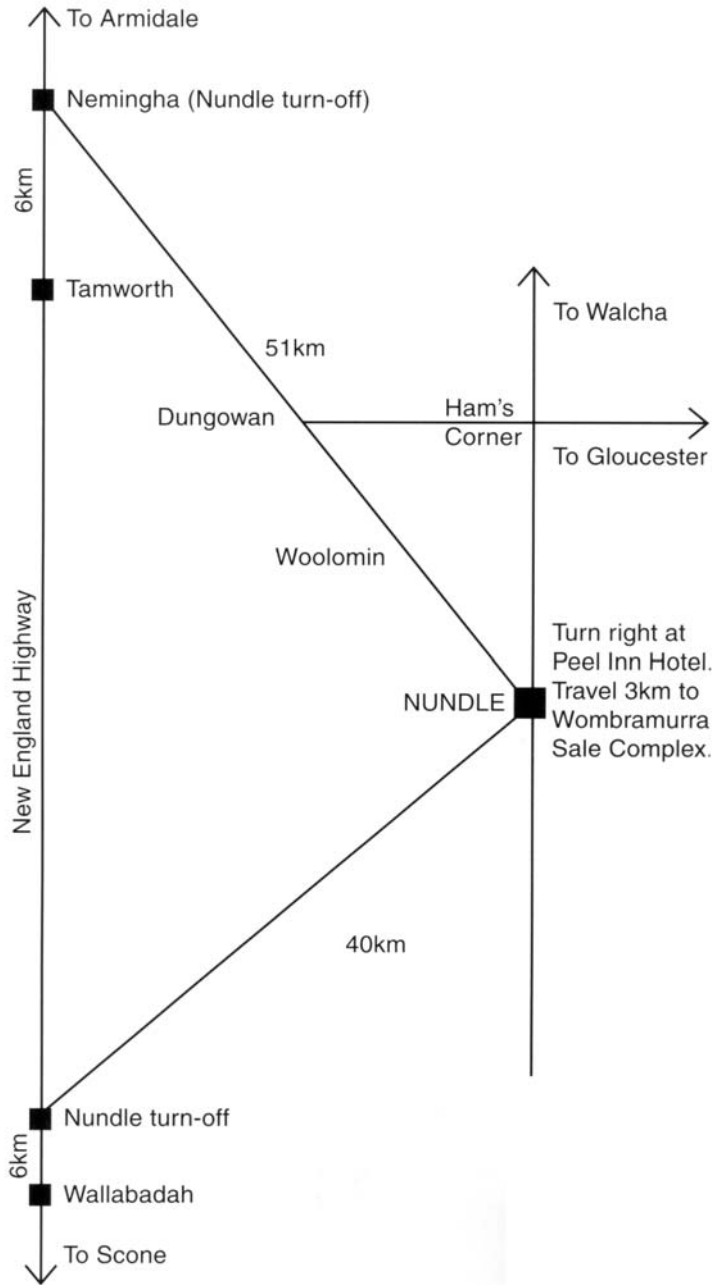 To Armidale
Nemingha (Nundle turn-off)
6km
Tamworth
To Walcha
51km
Dungowan
Ham's
Corner
To Gloucester
Woolomin
New England Highway
Turn right at
Peel Inn Hotel.
NUNDLE
Travel 3km to
Wombramurra
Sale Complex.
40km
Nundle turn-off
6km
Wallabadah
To Scone